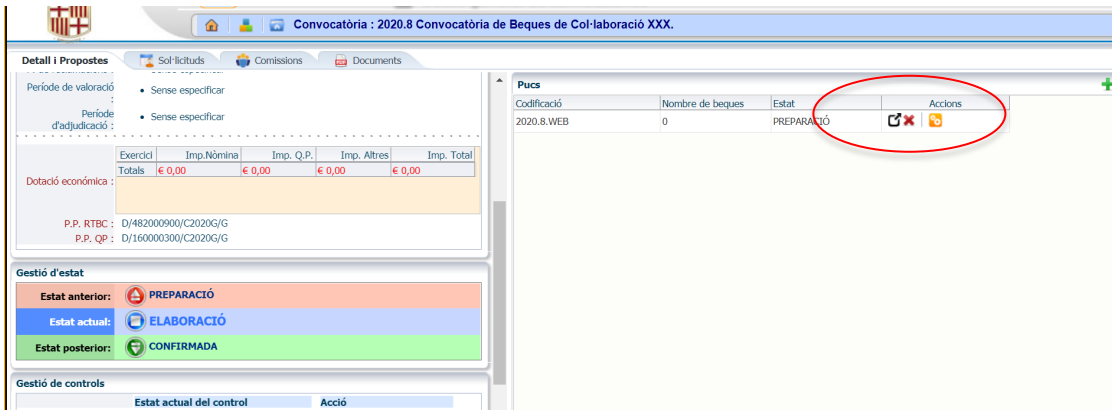 Convocatòria : 2020.8 Convocatòria de Beques de Col·laboració XXX.
Detall i Propostes Sol·licituds Comissions Documents
Període de valoració : • Sense especificar
Període d'adjudicació : • Sense especificar
Exercici Imp.Nòmina Imp. Q.P. Imp. Altres Imp. Total
Totals € 0,00 € 0,00 € 0,00 € 0,00
Dotació económica :
P.P. RTBC : D/482000900/C2020G/G
P.P. QP : D/160000300/C2020G/G
Gestió d'estat
Estat anterior: PREPARACIÓ
Estat actual: ELABORACIÓ
Estat posterior: CONFIRMADA
Gestió de controls
Estat actual del control Acció
Pucs
Codificació Nombre de beques Estat Accions
2020.8.WEB 0 PREPARACIÓ